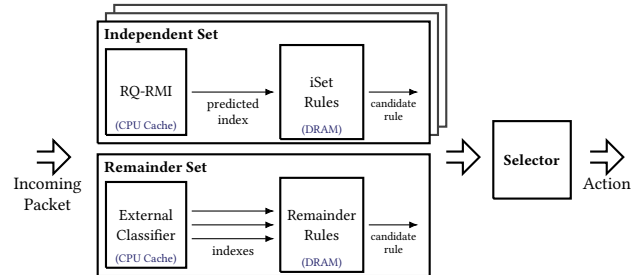 Independent Set
RQ-RMI
(CPU Cache)
predicted
index
iSet
Rules
(DRAM)
candidate
rule
Incoming
Packet
Remainder Set
External
Classifier
(CPU Cache)
indexes
Remainder
Rules
(DRAM)
candidate
rule
Selector
Action